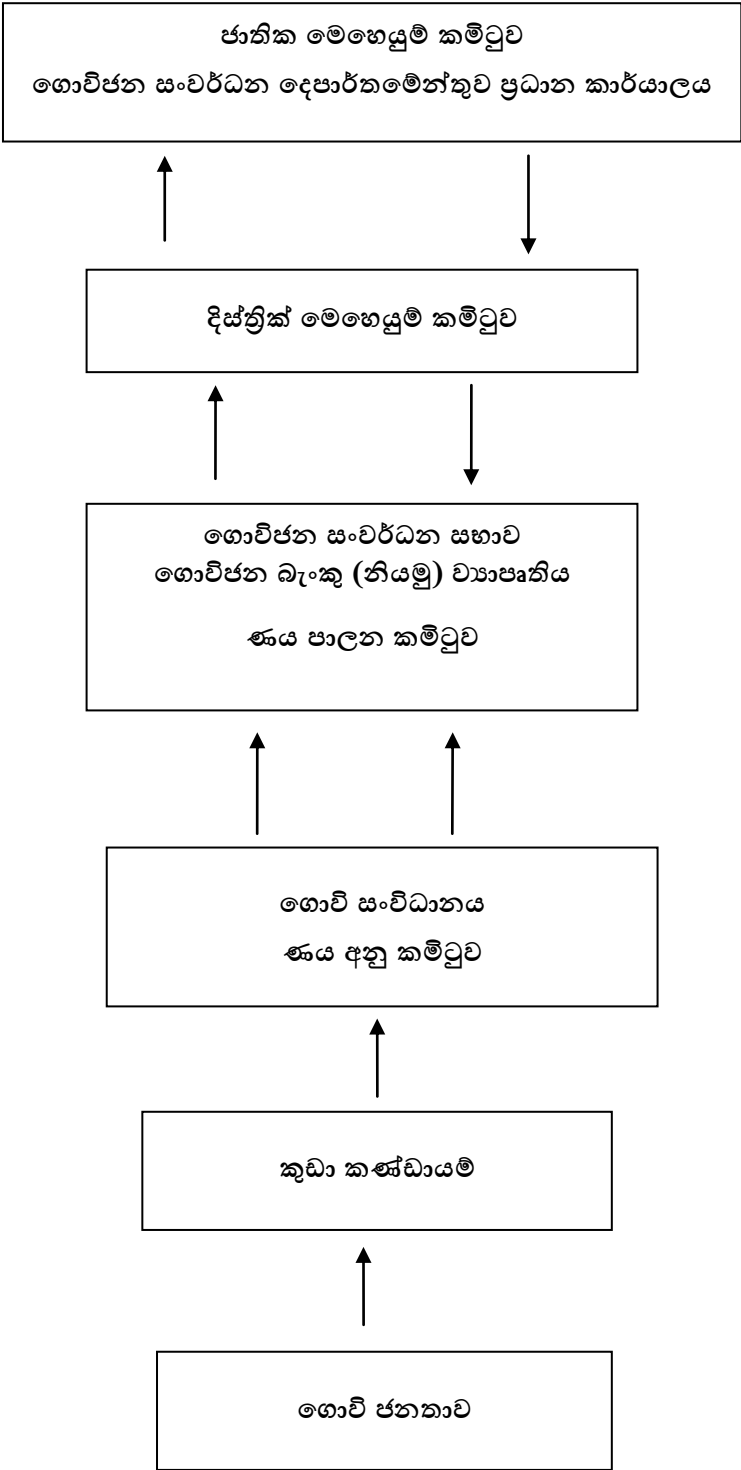 ජාතික මෙහෙයුම් කමිටුව
ගොවිජන සංවර්ධන දෙපාර්තමේන්තුව ප්‍රධාන කාර්යාලය
දිස්ත්‍රික් මෙහෙයුම් කමිටුව
ගොවිජන සංවර්ධන සභාව
ගොවිජන බැංකු (නියමු) ව්‍යාපෘතිය
ණය පාලන කමිටුව
ගොවි සංවිධානය
ණය අනු කමිටුව
කුඩා කණ්ඩායම්
ගොවි ජනතාව